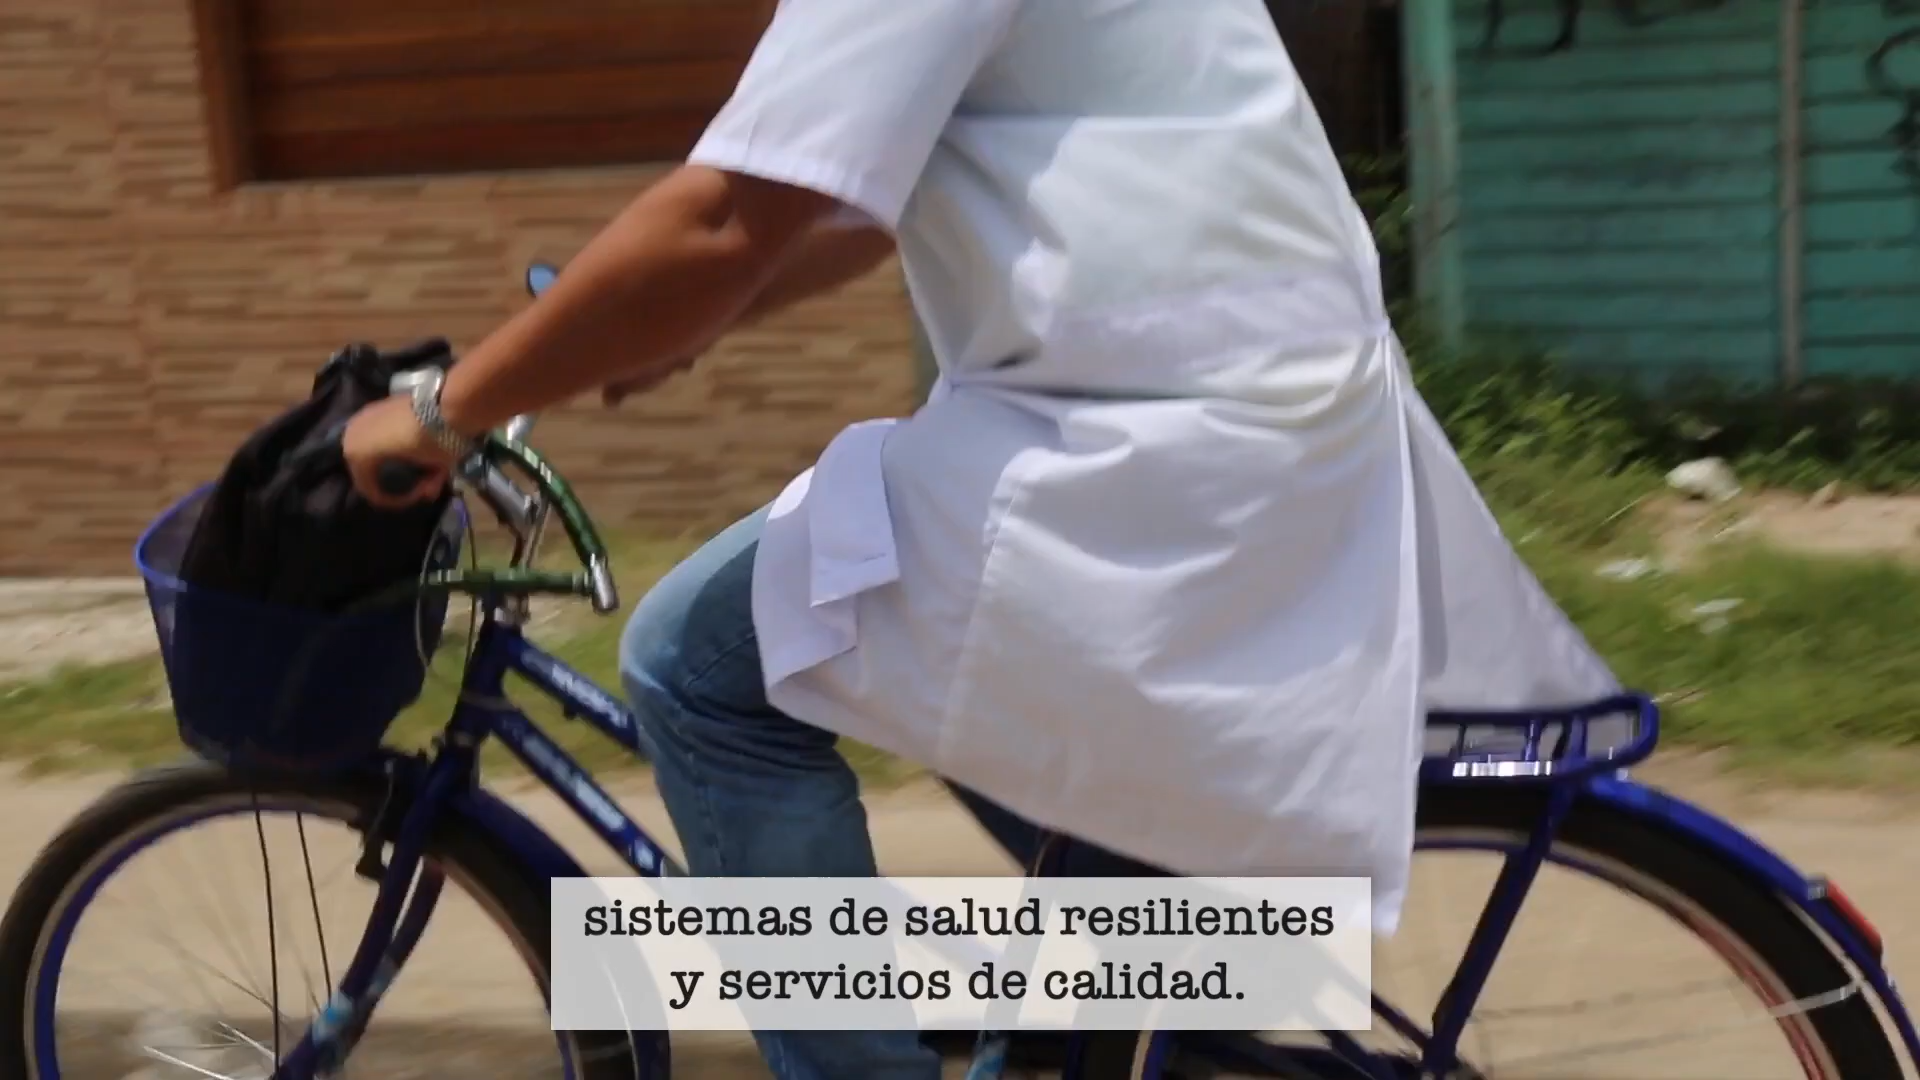 sistemas de salud resilientes
y servicios de calidad.